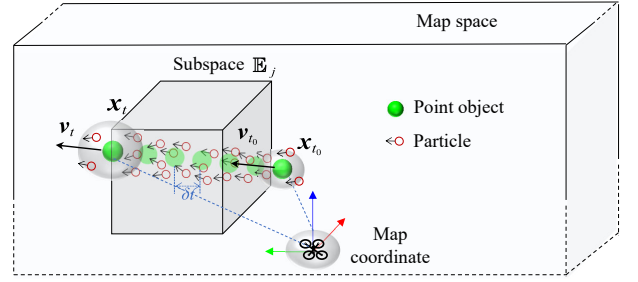 Map space
Subspace 𝔼_j
x_t
v_t
v_{t_0}
x_{t_0}
Point object
Particle
δt
Map
coordinate